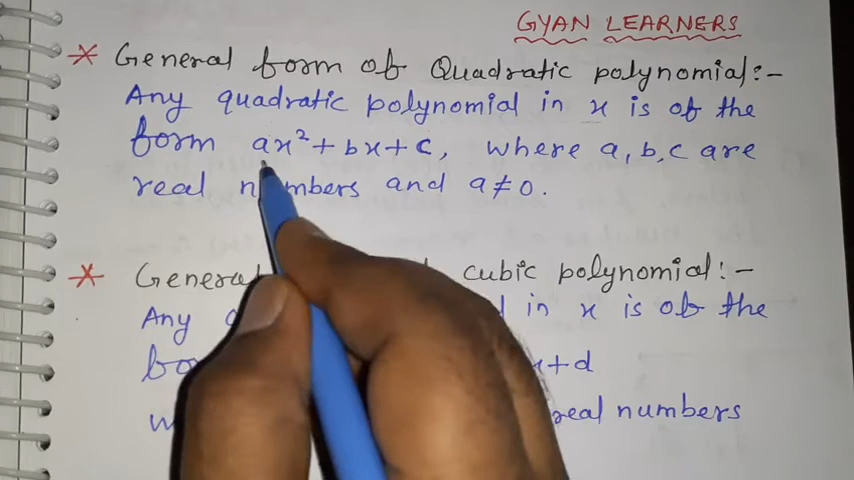 GYAN LEARNERS
* General form of Quadratic polynomial:-
Any quadratic polynomial in x is of the
form ax²+bx+c, where a, b, c are
real numbers and a≠0.
* General cubic polynomial:-
Any in x is of the
x+d
real numbers